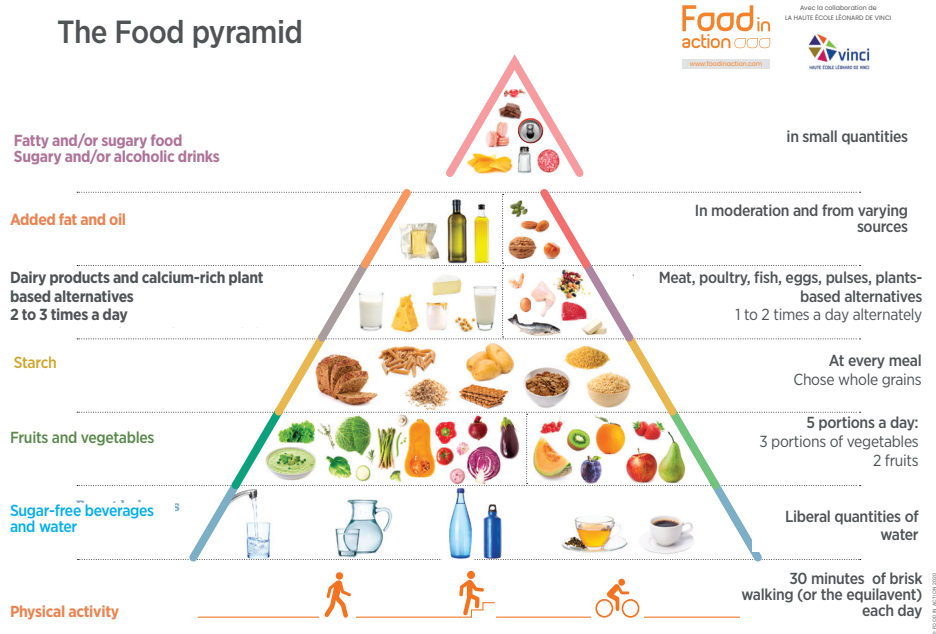 The Food pyramid
Food in
action
www.foodinaction.com
Avec la collaboration de
LA HAUTE ÉCOLE LÉONARD DE VINCI
vinci
HAUTE ÉCOLE LÉONARD DE VINCI
Fatty and/or sugary food
Sugary and/or alcoholic drinks
in small quantities
Added fat and oil
In moderation and from varying
sources
Dairy products and calcium-rich plant
based alternatives
2 to 3 times a day
Meat, poultry, fish, eggs, pulses, plants-
based alternatives
1 to 2 times a day alternately
Starch
At every meal
Chose whole grains
Fruits and vegetables
5 portions a day:
3 portions of vegetables
2 fruits
Sugar-free beverages
and water
Liberal quantities of
water
Physical activity
30 minutes of brisk
walking (or the equilavent)
each day
FOOD IN ACTION 2020